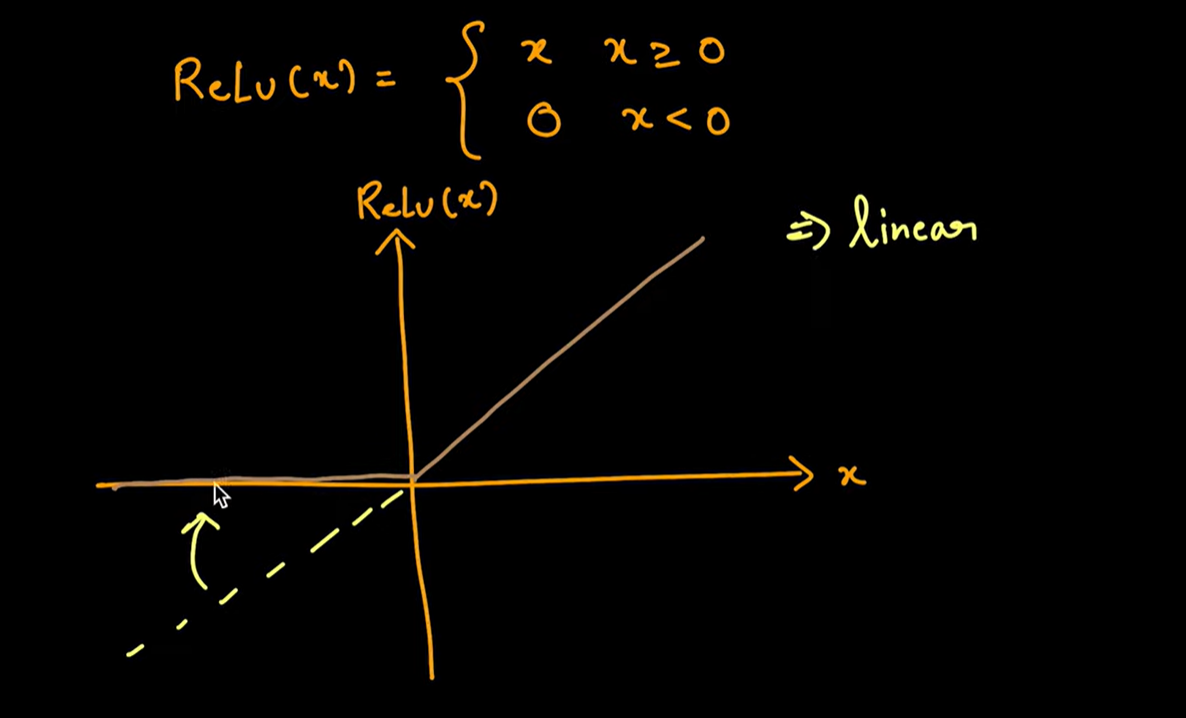 ReLu(x) = { x x ≥ 0
0 x < 0
ReLu(x)
⇒ linear
x